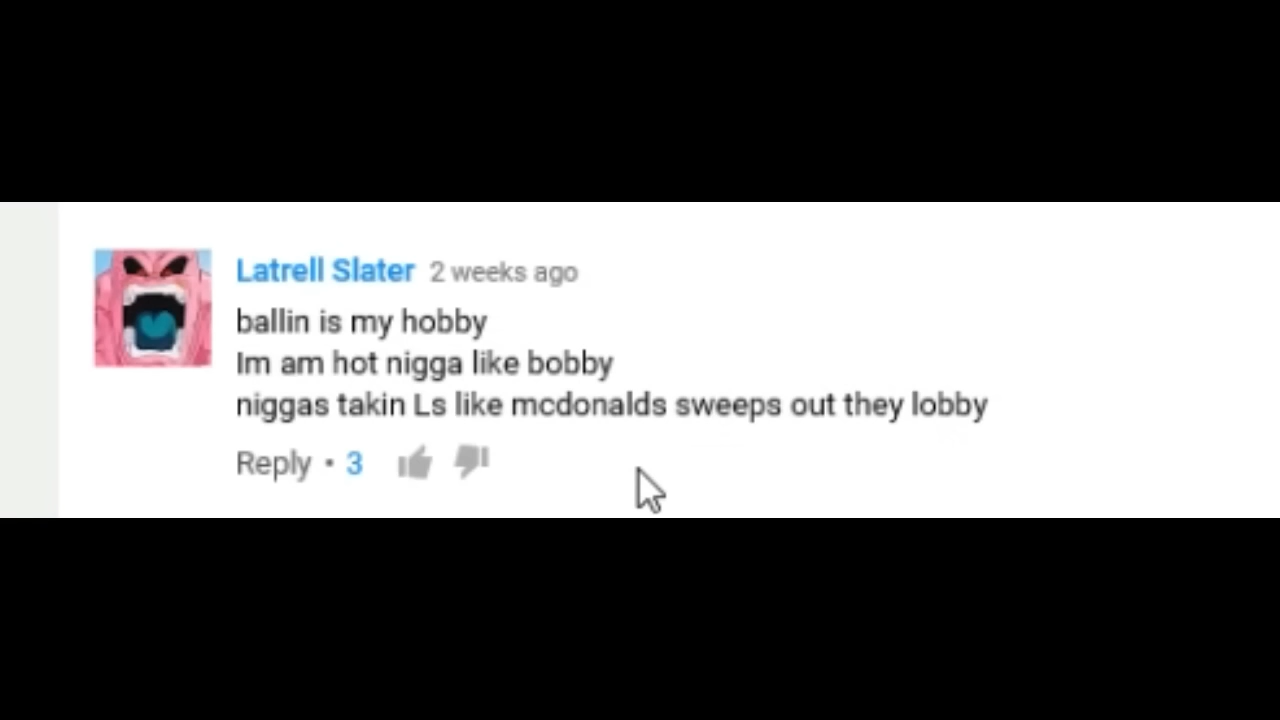 Latrell Slater 2 weeks ago
ballin is my hobby
Im am hot nigga like bobby
niggas takin Ls like mcdonalds sweeps out they lobby
Reply • 3